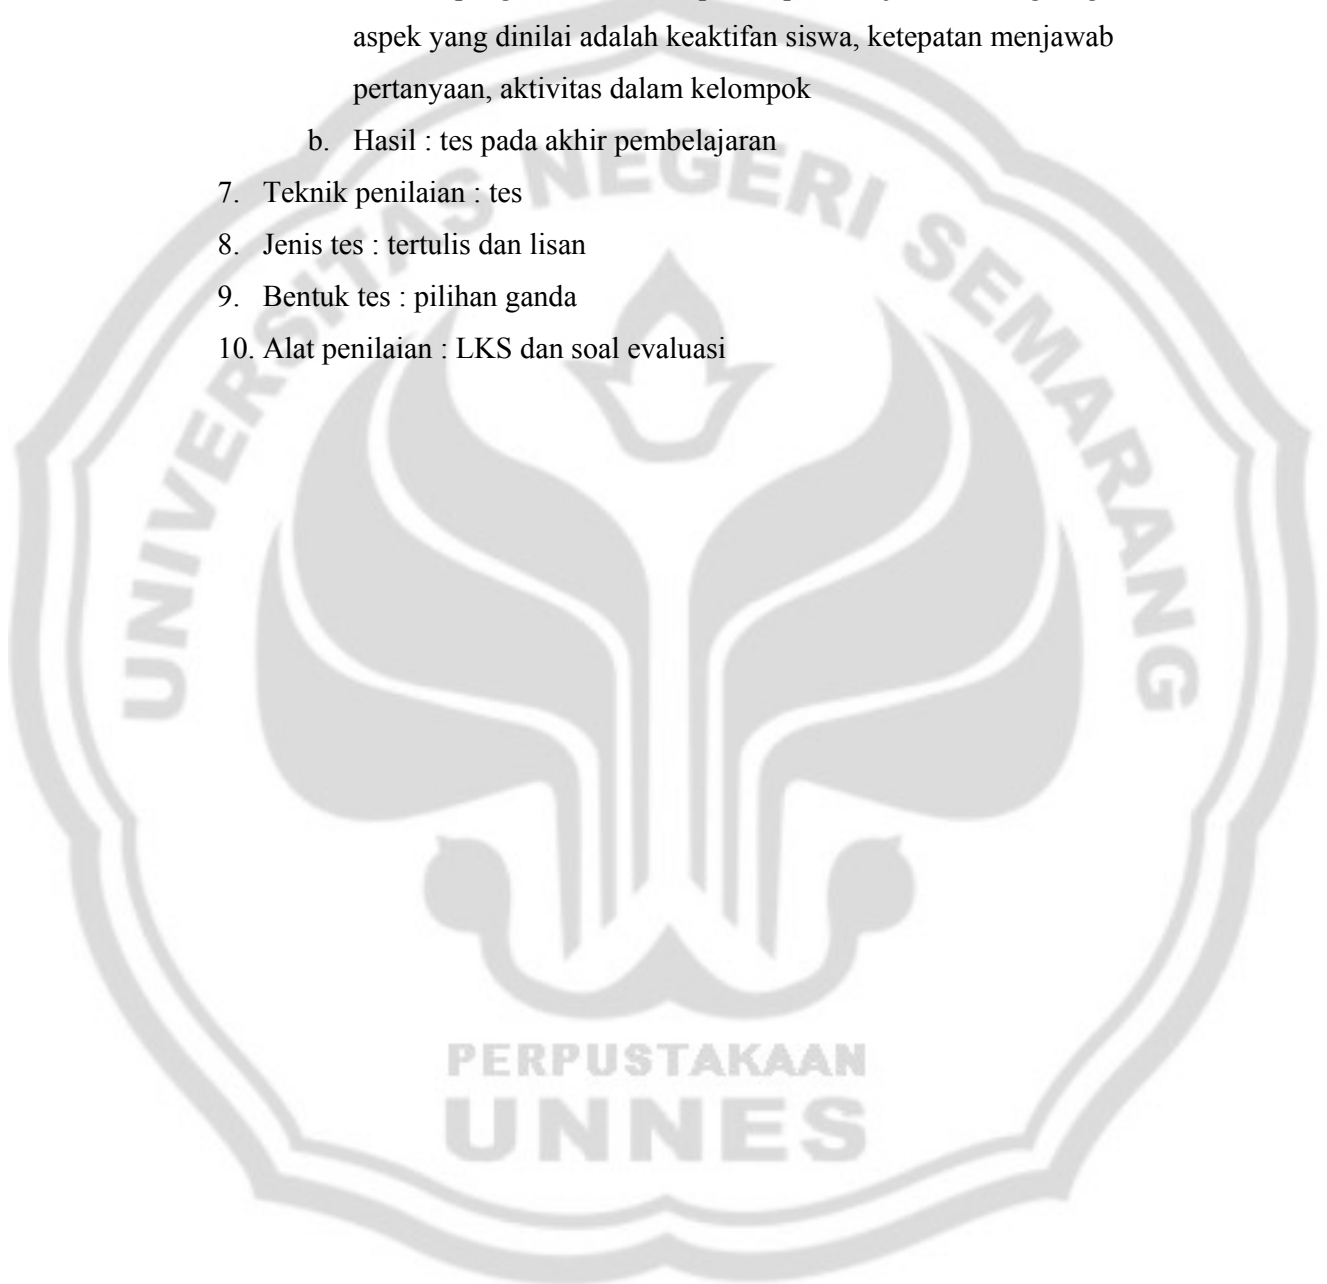 aspek yang dinilai adalah keaktifan siswa, ketepatan menjawab
pertanyaan, aktivitas dalam kelompok
b. Hasil : tes pada akhir pembelajaran
7. Teknik penilaian : tes
8. Jenis tes : tertulis dan lisan
9. Bentuk tes : pilihan ganda
10. Alat penilaian : LKS dan soal evaluasi
UNIVERSITAS NEGERI SEMARANG
PERPUSTAKAAN
UNNES